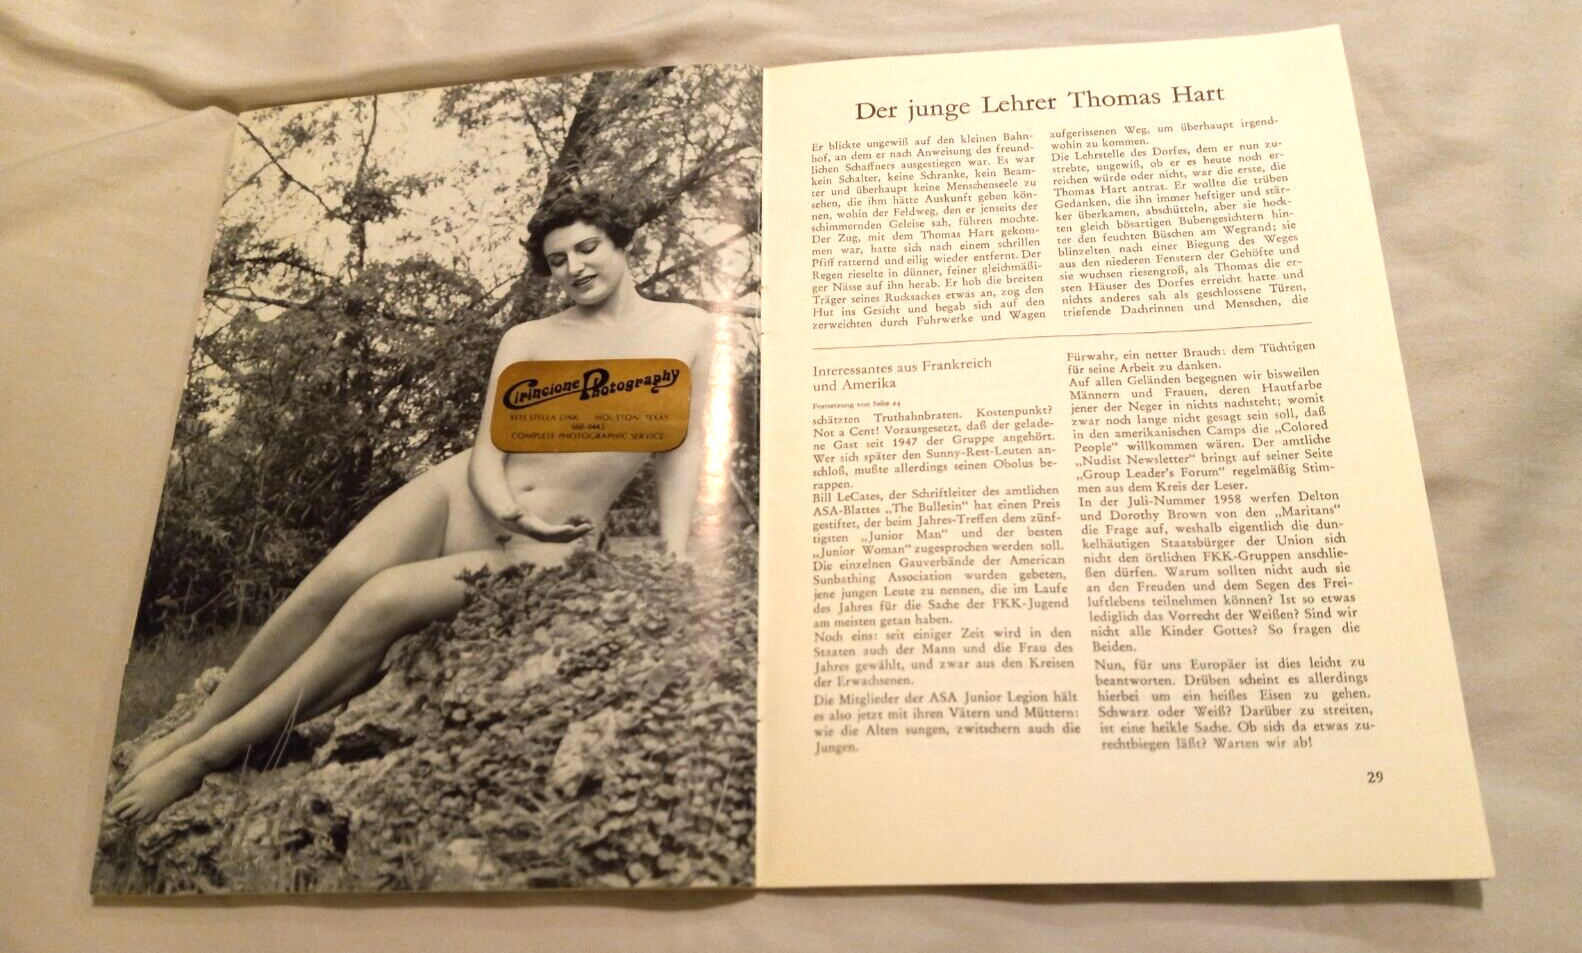 Cirincione Photography
8315 STELLA LINK HOUSTON, TEXAS
668-0443
COMPLETE PHOTOGRAPHIC SERVICE
Der junge Lehrer Thomas Hart
Er blickte ungewiß auf den kleinen Bahn-
hof, an dem er nach Anweisung des freund-
lichen Schaffners ausgestiegen war. Es war
kein Schalter, keine Schranke, kein Beam-
ter und überhaupt keine Menschenseele zu
sehen, die ihm hätte Auskunft geben kön-
nen, wohin der Feldweg, den er jenseits der
schimmernden Geleise sah, führen mochte.
Der Zug, mit dem Thomas Hart gekom-
men war, hatte sich nach einem schrillen
Pfiff ratternd und eilig wieder entfernt. Der
Regen rieselte in dünner, feiner gleichmäßi-
ger Nässe auf ihn herab. Er hob die breiten
Träger seines Rucksackes etwas an, zog den
Hut ins Gesicht und begab sich auf den
zerweichten durch Fuhrwerke und Wagen
aufgerissenen Weg, um überhaupt irgend-
wohin zu kommen.
Die Lehrstelle des Dorfes, dem er nun zu-
strebte, ungewiß, ob er es heute noch er-
reichen würde oder nicht, war die erste, die
Thomas Hart antrat. Er wollte die trüben
Gedanken, die ihn immer heftiger und stär-
ker überkamen, abschütteln, aber sie hock-
ten gleich bösartigen Bubengesichtern hin-
ter den feuchten Büschen am Wegrand; sie
blinzelten nach einer Biegung des Weges
aus den niederen Fenstern der Gehöfte und
sie wuchsen riesengroß, als Thomas die er-
sten Häuser des Dorfes erreicht hatte und
nichts anderes sah als geschlossene Türen,
triefende Dachrinnen und Menschen, die
Interessantes aus Frankreich
und Amerika
Fortsetzung von Seite 24
schätzten Truthahnbraten. Kostenpunkt?
Not a Cent! Vorausgesetzt, daß der gelade-
ne Gast seit 1947 der Gruppe angehört.
Wer sich später den Sunny-Rest-Leuten an-
schloß, mußte allerdings seinen Obolus be-
rappen.
Bill LeCates, der Schriftleiter des amtlichen
ASA-Blattes „The Bulletin“ hat einen Preis
gestiftet, der beim Jahres-Treffen dem zünf-
tigsten „Junior Man“ und der besten
„Junior Woman“ zugesprochen werden soll.
Die einzelnen Gauverbände der American
Sunbathing Association wurden gebeten,
jene jungen Leute zu nennen, die im Laufe
des Jahres für die Sache der FKK-Jugend
am meisten getan haben.
Noch eins: seit einiger Zeit wird in den
Staaten auch der Mann und die Frau des
Jahres gewählt, und zwar aus den Kreisen
der Erwachsenen.
Die Mitglieder der ASA Junior Legion hält
es also jetzt mit ihren Vätern und Müttern:
wie die Alten sungen, zwitschern auch die
Jungen.
Fürwahr, ein netter Brauch: dem Tüchtigen
für seine Arbeit zu danken.
Auf allen Geländen begegnen wir bisweilen
Männern und Frauen, deren Hautfarbe
jener der Neger in nichts nachsteht; womit
zwar noch lange nicht gesagt sein soll, daß
in den amerikanischen Camps die „Colored
People“ willkommen wären. Der amtliche
„Nudist Newsletter“ bringt auf seiner Seite
„Group Leader's Forum“ regelmäßig Stim-
men aus dem Kreis der Leser.
In der Juli-Nummer 1958 werfen Delton
und Dorothy Brown von den „Maritans“
die Frage auf, weshalb eigentlich die dun-
kelhäutigen Staatsbürger der Union sich
nicht den örtlichen FKK-Gruppen anschlie-
ßen dürfen. Warum sollten nicht auch sie
an den Freuden und dem Segen des Frei-
luftlebens teilnehmen können? Ist so etwas
lediglich das Vorrecht der Weißen? Sind wir
nicht alle Kinder Gottes? So fragen die
Beiden.
Nun, für uns Europäer ist dies leicht zu
beantworten. Drüben scheint es allerdings
hierbei um ein heißes Eisen zu gehen.
Schwarz oder Weiß? Darüber zu streiten,
ist eine heikle Sache. Ob sich da etwas zu-
rechtbiegen läßt? Warten wir ab!
29